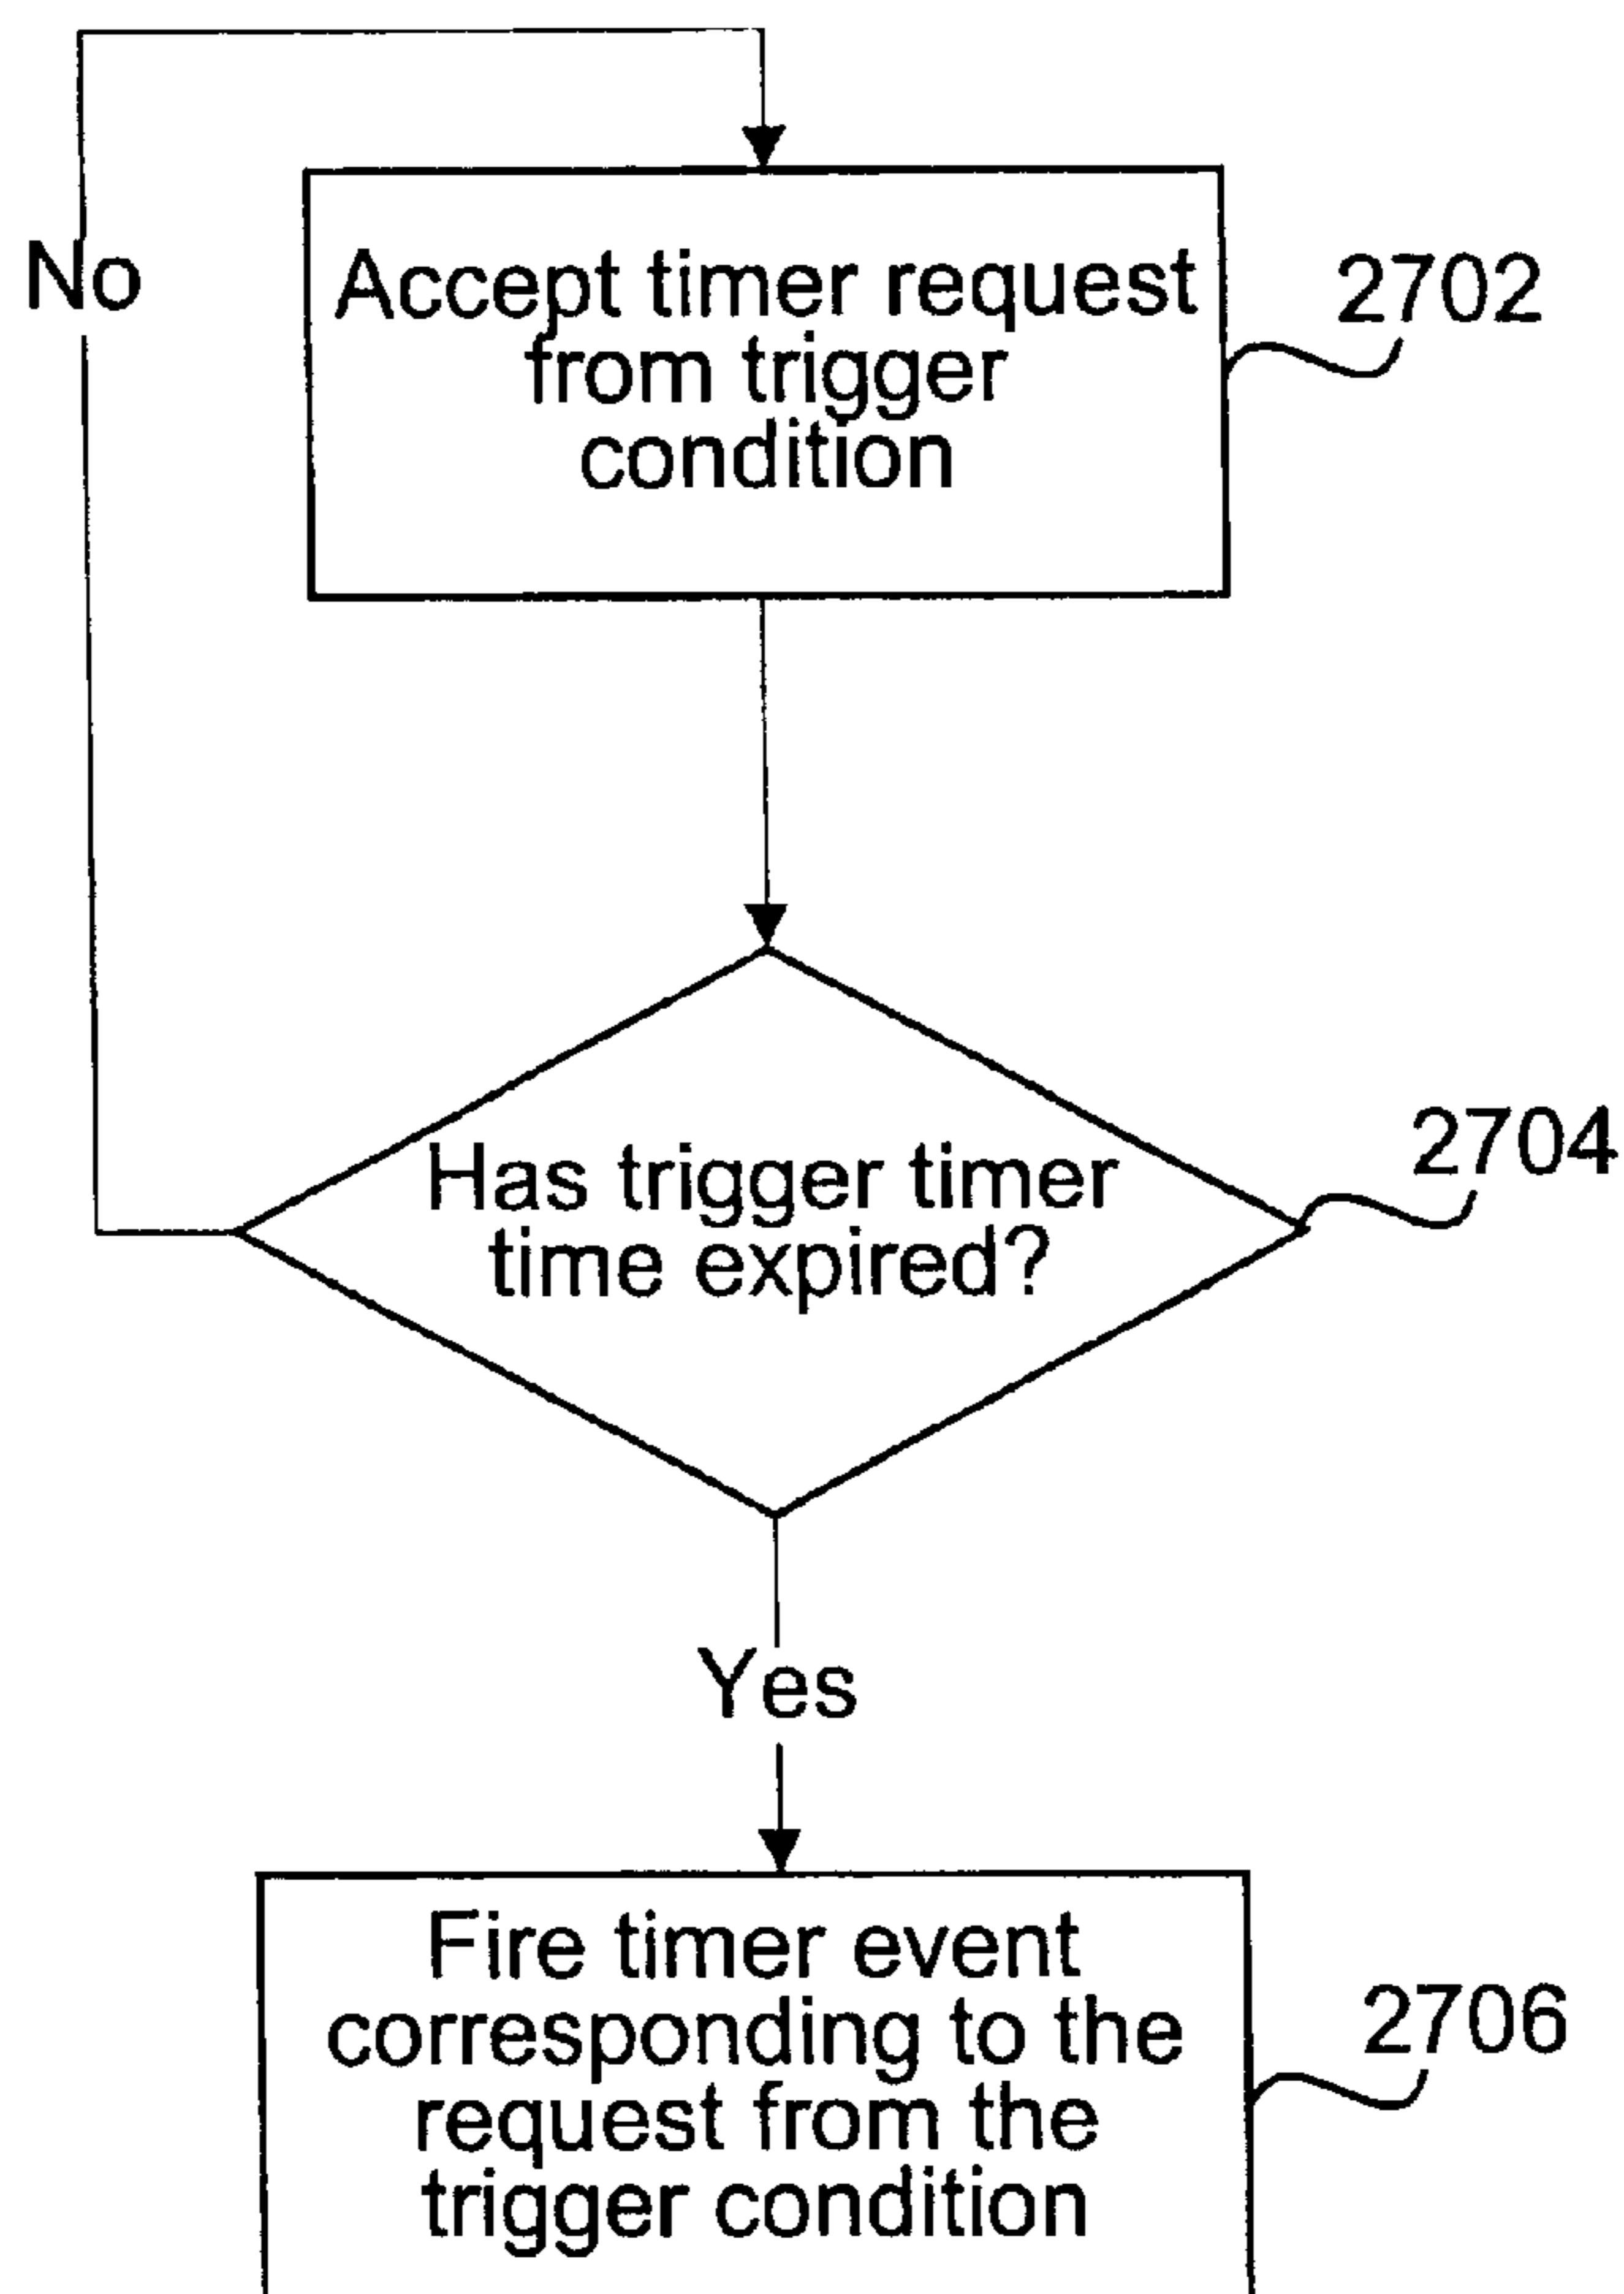 No
Accept timer request
from trigger
condition
2702
Has trigger timer
time expired?
2704
Yes
Fire timer event
corresponding to the
request from the
trigger condition
2706